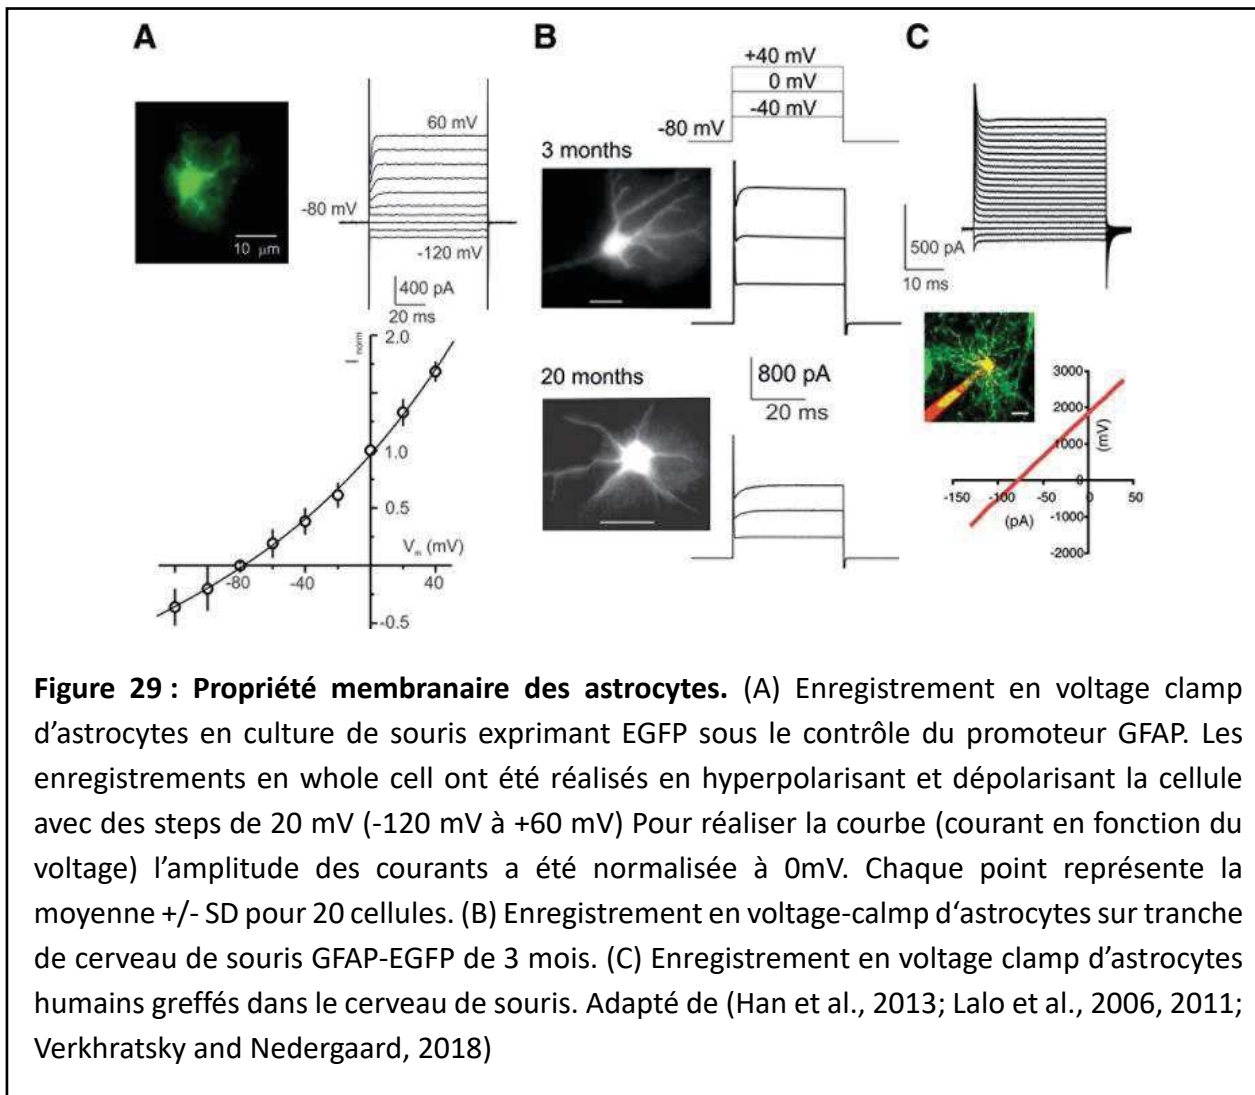 A
B
C
60 mV
-80 mV
-120 mV
10 μm
400 pA
20 ms
I norm
2.0
1.0
0.5
-0.5
V m (mV)
-80
-40
40
+40 mV
0 mV
-40 mV
-80 mV
3 months
20 months
800 pA
20 ms
500 pA
10 ms
3000
2000
1000
0
-1000
-2000
(mV)
-150
-100
-50
0
50
(pA)
Figure 29 : Propriété membranaire des astrocytes. (A) Enregistrement en voltage clamp
d’astrocytes en culture de souris exprimant EGFP sous le contrôle du promoteur GFAP. Les
enregistrements en whole cell ont été réalisés en hyperpolarisant et dépolarisant la cellule
avec des steps de 20 mV (-120 mV à +60 mV) Pour réaliser la courbe (courant en fonction du
voltage) l’amplitude des courants a été normalisée à 0mV. Chaque point représente la
moyenne +/- SD pour 20 cellules. (B) Enregistrement en voltage-calmp d‘astrocytes sur tranche
de cerveau de souris GFAP-EGFP de 3 mois. (C) Enregistrement en voltage clamp d’astrocytes
humains greffés dans le cerveau de souris. Adapté de (Han et al., 2013; Lalo et al., 2006, 2011;
Verkhratsky and Nedergaard, 2018)